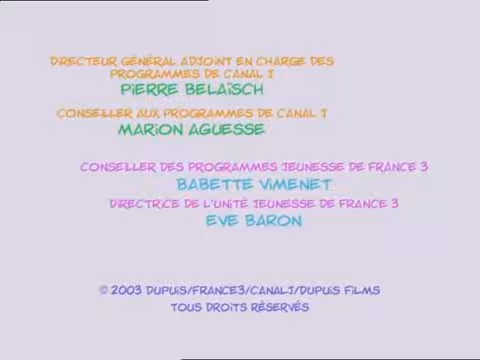 DIRECTEUR GÉNÉRAL ADJOINT EN CHARGE DES
PROGRAMMES DE CANAL J
PIERRE BELAÏSCH
CONSEILLER AUX PROGRAMMES DE CANAL J
MARION AGUESSE
CONSEILLER DES PROGRAMMES JEUNESSE DE FRANCE 3
BABETTE VIMENET
DIRECTRICE DE L'UNITÉ JEUNESSE DE FRANCE 3
EVE BARON
© 2003 DUPUIS/FRANCE3/CANALJ/DUPUIS FILMS
TOUS DROITS RÉSERVÉS